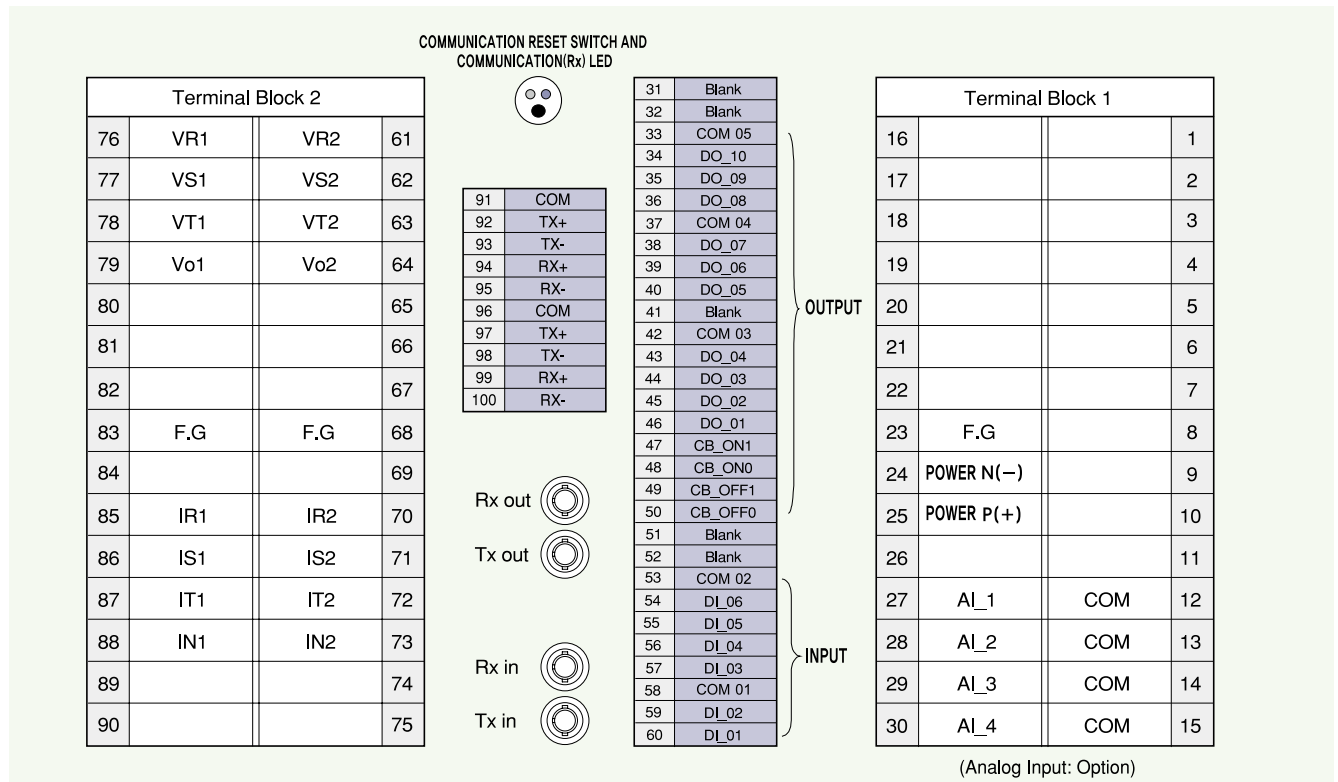 COMMUNICATION RESET SWITCH AND
COMMUNICATION(Rx) LED
Terminal Block 2
76 VR1 VR2 61
77 VS1 VS2 62
78 VT1 VT2 63
79 Vo1 Vo2 64
80 65
81 66
82 67
83 F.G F.G 68
84 69
85 IR1 IR2 70
86 IS1 IS2 71
87 IT1 IT2 72
88 IN1 IN2 73
89 74
90 75
91 COM
92 TX+
93 TX-
94 RX+
95 RX-
96 COM
97 TX+
98 TX-
99 RX+
100 RX-
Rx out
Tx out
Rx in
Tx in
31 Blank
32 Blank
33 COM 05
34 DO_10
35 DO_09
36 DO_08
37 COM 04
38 DO_07
39 DO_06
40 DO_05
41 Blank
42 COM 03
43 DO_04
44 DO_03
45 DO_02
46 DO_01
47 CB_ON1
48 CB_ON0
49 CB_OFF1
50 CB_OFF0
51 Blank
52 Blank
53 COM 02
54 DI_06
55 DI_05
56 DI_04
57 DI_03
58 COM 01
59 DI_02
60 DI_01
OUTPUT
INPUT
Terminal Block 1
16 1
17 2
18 3
19 4
20 5
21 6
22 7
23 F.G 8
24 POWER N(−) 9
25 POWER P(+) 10
26 11
27 AI_1 COM 12
28 AI_2 COM 13
29 AI_3 COM 14
30 AI_4 COM 15
(Analog Input: Option)